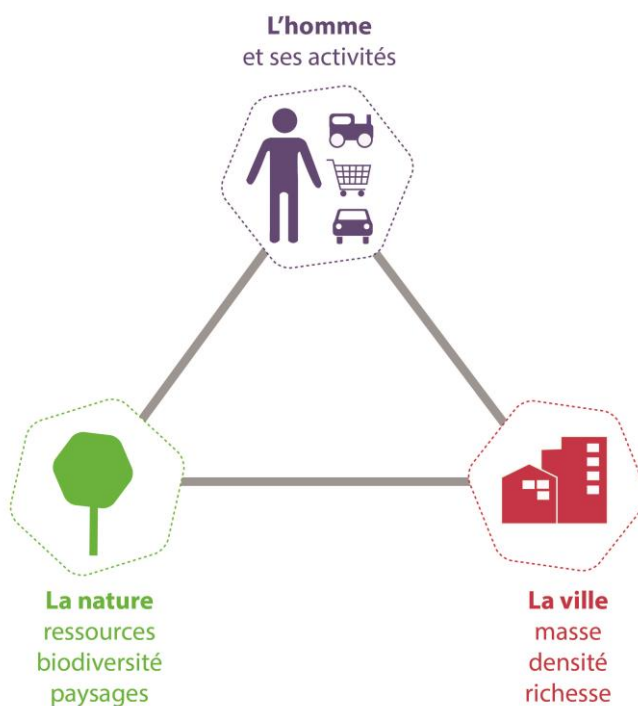 L'homme
et ses activités
La nature
ressources
biodiversité
paysages
La ville
masse
densité
richesse